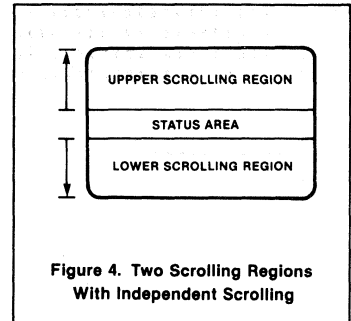 UPPPER SCROLLING REGION
STATUS AREA
LOWER SCROLLING REGION
Figure 4. Two Scrolling Regions
With Independent Scrolling